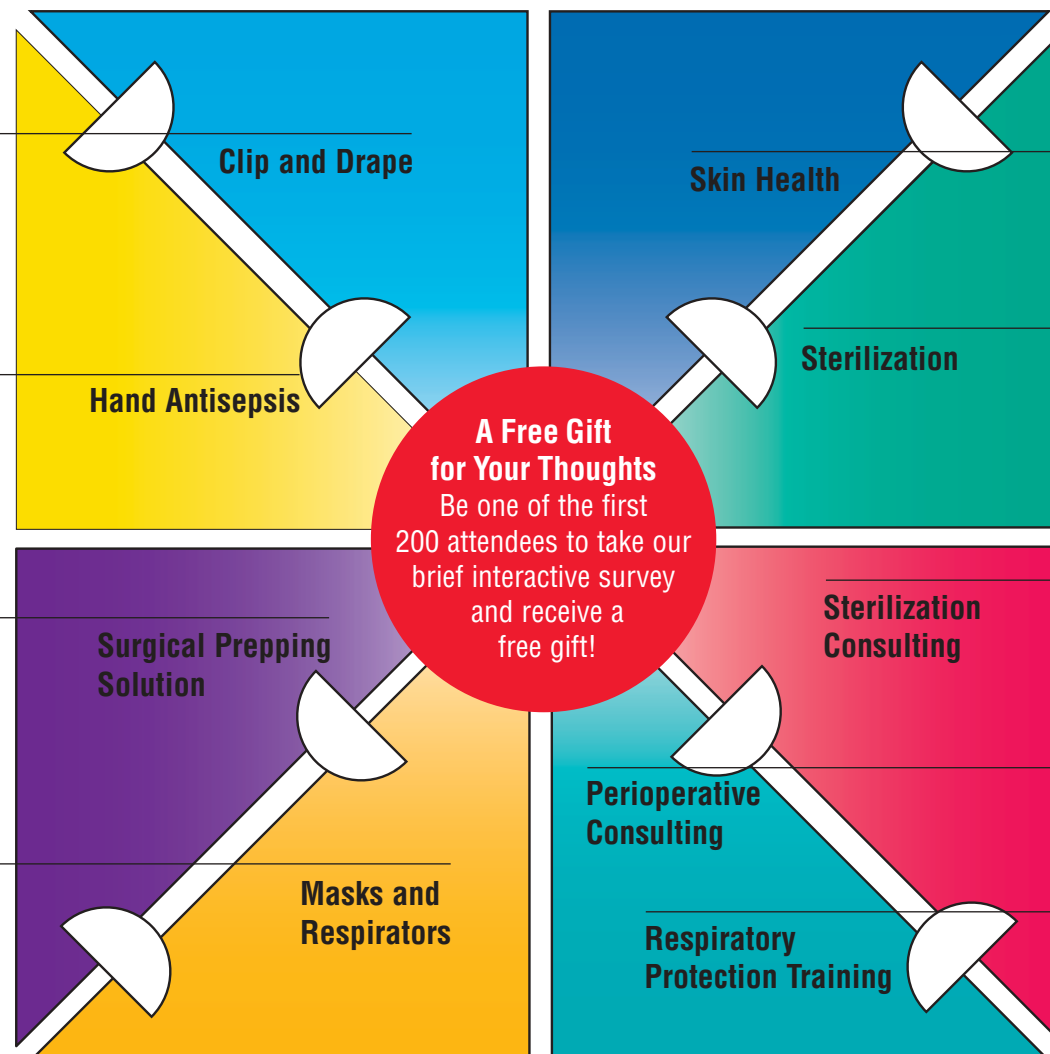 Clip and Drape
Skin Health
Sterilization
Hand Antisepsis
A Free Gift
for Your Thoughts
Be one of the first
200 attendees to take our
brief interactive survey
and receive a
free gift!
Surgical Prepping
Solution
Sterilization
Consulting
Perioperative
Consulting
Masks and
Respirators
Respiratory
Protection Training